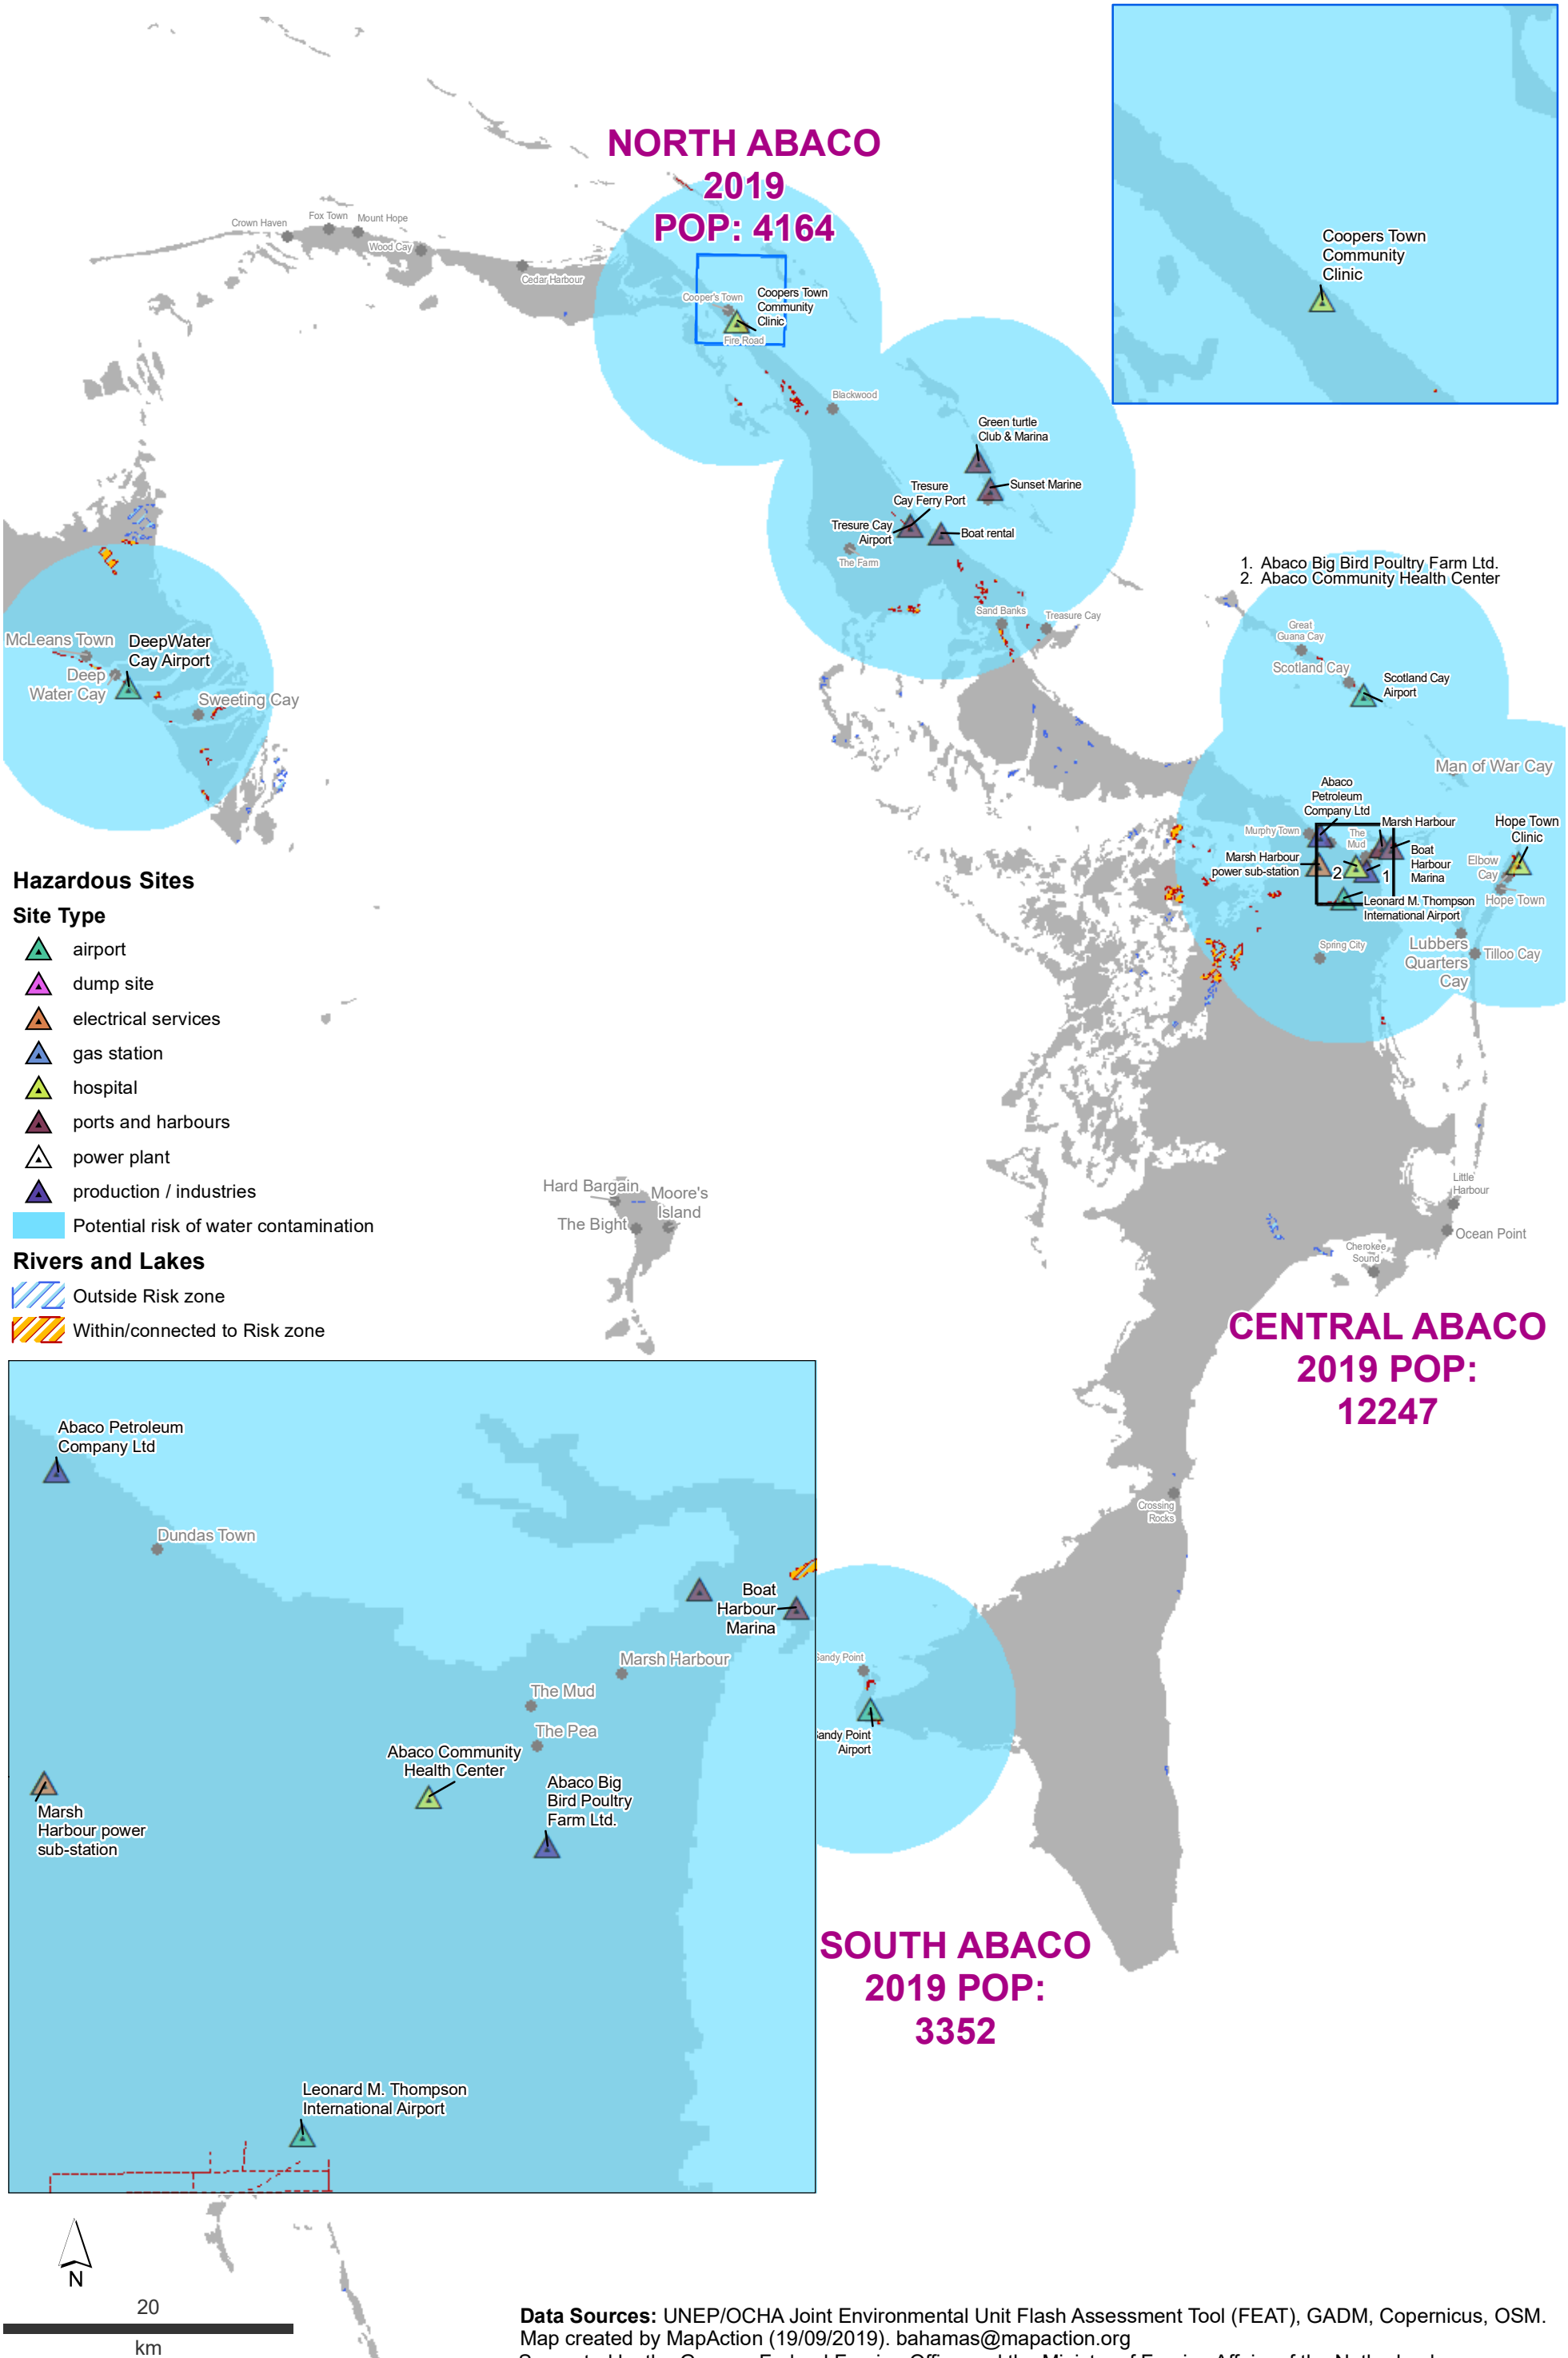 NORTH ABACO
2019
POP: 4164
Coopers Town
Community
Clinic
Crown Haven
Fox Town
Mount Hope
Wood Cay
Cedar Harbour
Cooper's Town
Coopers Town
Community
Clinic
Fire Road
Blackwood
Green turtle
Club & Marina
Sunset Marine
Tresure
Cay Ferry Port
Tresure Cay
Airport
Boat rental
The Farm
Sand Banks
Treasure Cay
1. Abaco Big Bird Poultry Farm Ltd.
2. Abaco Community Health Center
Great
Guana Cay
Scotland Cay
Scotland Cay
Airport
McLeans Town
DeepWater
Cay Airport
Deep
Water Cay
Sweeting Cay
Man of War Cay
Abaco
Petroleum
Company Ltd
Marsh Harbour
Murphy Town
The
Mud
Hope Town
Clinic
Marsh Harbour
power sub-station
2
1
Boat
Harbour
Marina
Elbow
Cay
Hope Town
Leonard M. Thompson
International Airport
Spring City
Lubbers
Quarters
Cay
Tilloo Cay
Hazardous Sites
Site Type
airport
dump site
electrical services
gas station
hospital
ports and harbours
power plant
production / industries
Potential risk of water contamination
Rivers and Lakes
Outside Risk zone
Within/connected to Risk zone
Hard Bargain
Moore's
Island
The Bight
Little
Harbour
Ocean Point
Cherokee
Sound
CENTRAL ABACO
2019 POP:
12247
Crossing
Rocks
Abaco Petroleum
Company Ltd
Dundas Town
Boat
Harbour
Marina
Marsh Harbour
The Mud
The Pea
Abaco Community
Health Center
Abaco Big
Bird Poultry
Farm Ltd.
Marsh
Harbour power
sub-station
Leonard M. Thompson
International Airport
Sandy Point
Sandy Point
Airport
SOUTH ABACO
2019 POP:
3352
N
20
km
Data Sources: UNEP/OCHA Joint Environmental Unit Flash Assessment Tool (FEAT), GADM, Copernicus, OSM.
Map created by MapAction (19/09/2019). bahamas@mapaction.org